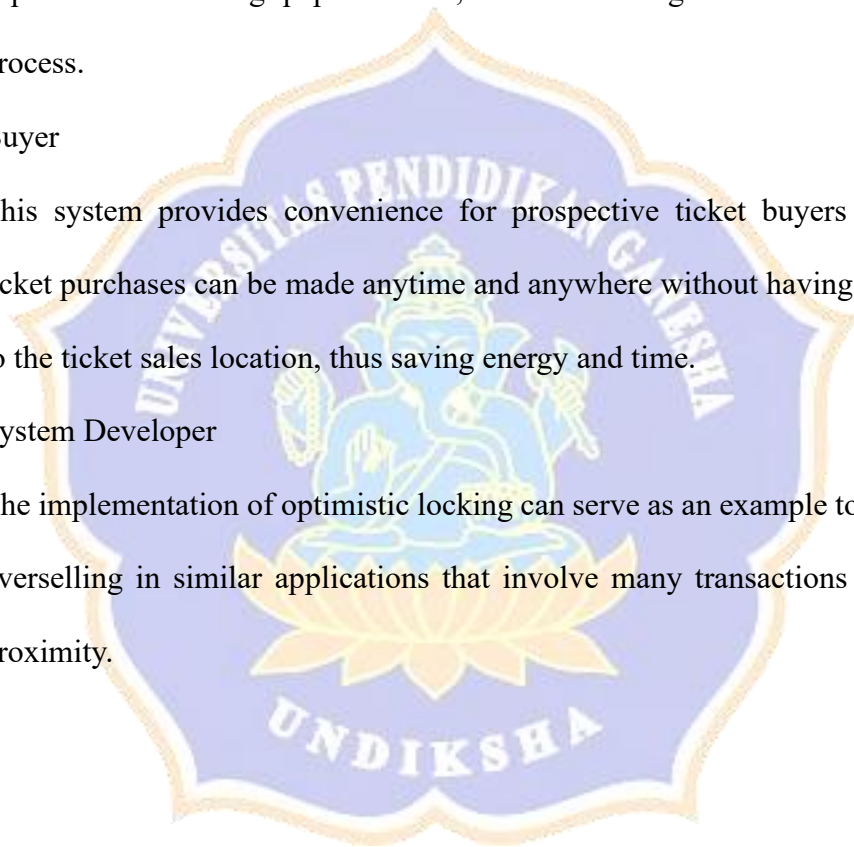 rocess.
uyer
his system provides convenience for prospective ticket buyers
cket purchases can be made anytime and anywhere without having
o the ticket sales location, thus saving energy and time.
ystem Developer
he implementation of optimistic locking can serve as an example to
verselling in similar applications that involve many transactions
roximity.
UNIVERSITAS PENDIDIKAN GANESHA
UNDIKSHA